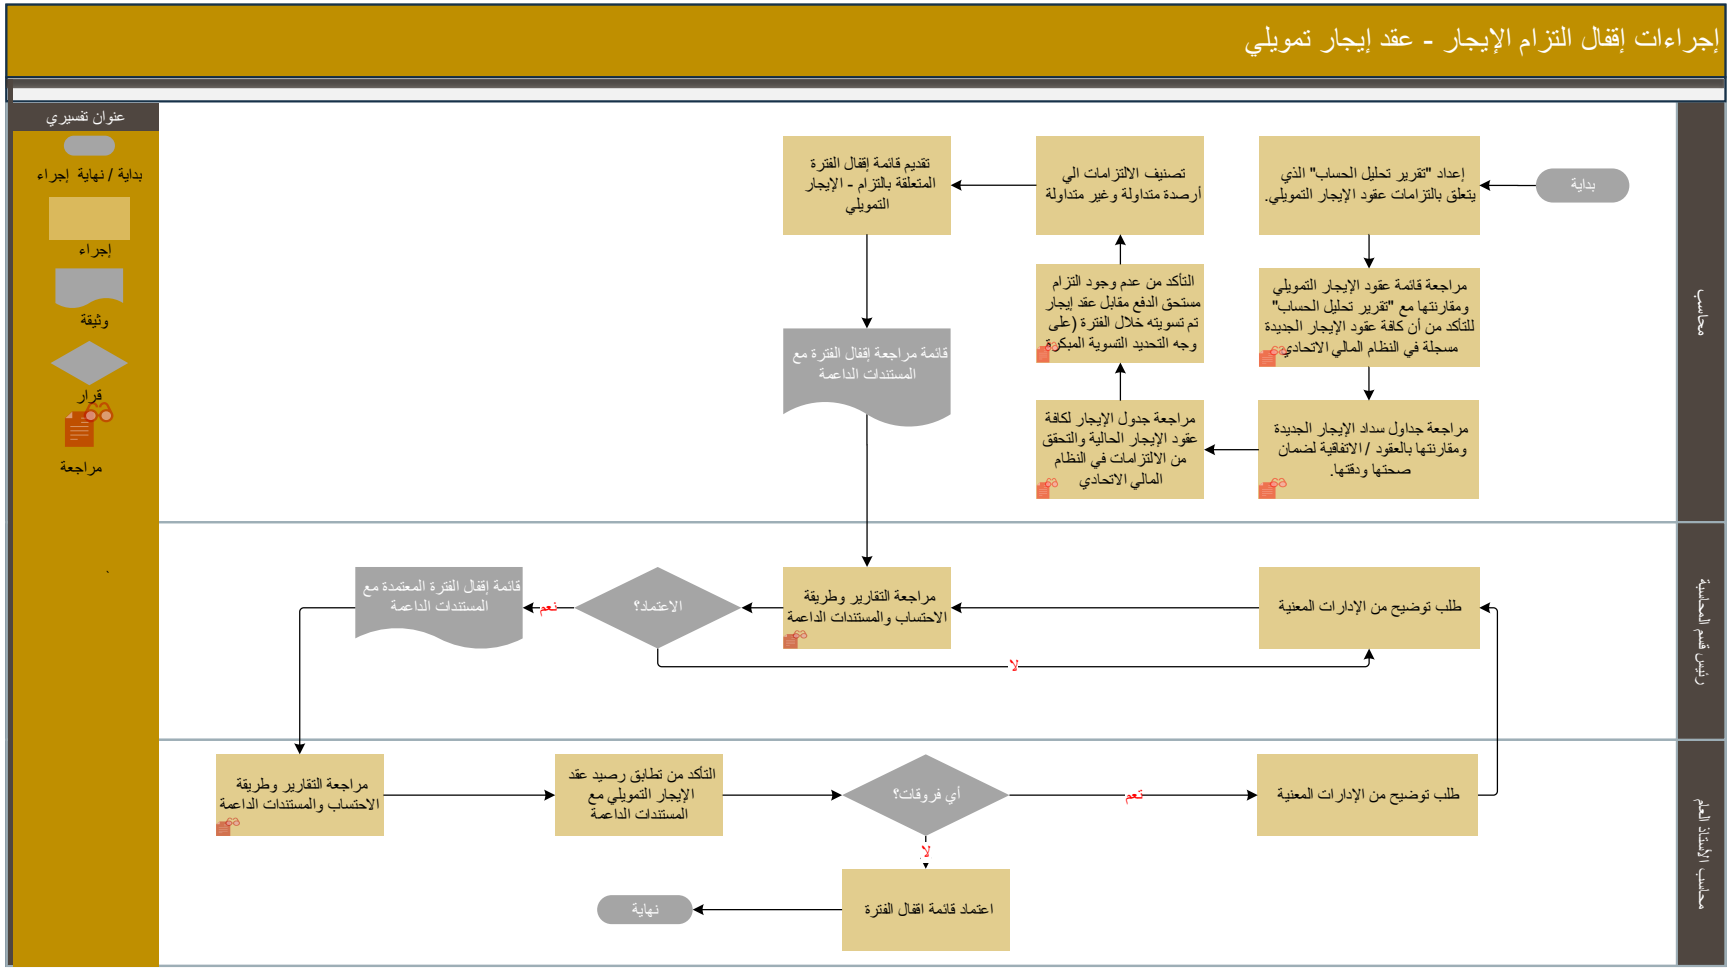 إجراءات إقفال التزام الإيجار - عقد إيجار تمويلي
محاسب
بداية
إعداد "تقرير تحليل الحساب" الذي
يتعلق بالتزامات عقود الإيجار التمويلي.
مراجعة قائمة عقود الإيجار التمويلي
ومقارنتها مع "تقرير تحليل الحساب"
للتأكد من أن كافة عقود الإيجار الجديدة
مسجلة في النظام المالي الاتحادي
مراجعة جداول سداد الإيجار الجديدة
ومقارنتها بالعقود / الاتفاقية لضمان
صحتها ودقتها.
مراجعة جدول الإيجار لكافة
عقود الإيجار الحالية والتحقق
من الالتزامات في النظام
المالي الاتحادي
التأكد من عدم وجود التزام
مستحق الدفع مقابل عقد إيجار
تم تسويته خلال الفترة (على
وجه التحديد التسوية المبكرة
تصنيف الالتزامات الي
أرصدة متداولة وغير متداولة
تقديم قائمة إقفال الفترة
المتعلقة بالتزام - الإيجار
التمويلي
قائمة مراجعة إقفال الفترة مع
المستندات الداعمة
رئيس قسم المحاسبة
طلب توضيح من الإدارات المعنية
مراجعة التقارير وطريقة
الاحتساب والمستندات الداعمة
الاعتماد؟
نعم
لا
قائمة إقفال الفترة المعتمدة مع
المستندات الداعمة
محاسب الأستاذ العام
مراجعة التقارير وطريقة
الاحتساب والمستندات الداعمة
التأكد من تطابق رصيد عقد
الإيجار التمويلي مع
المستندات الداعمة
أي فروقات؟
نعم
طلب توضيح من الإدارات المعنية
لا
اعتماد قائمة اقفال الفترة
نهاية
عنوان تفسيري
بداية / نهاية إجراء
إجراء
وثيقة
قرار
مراجعة